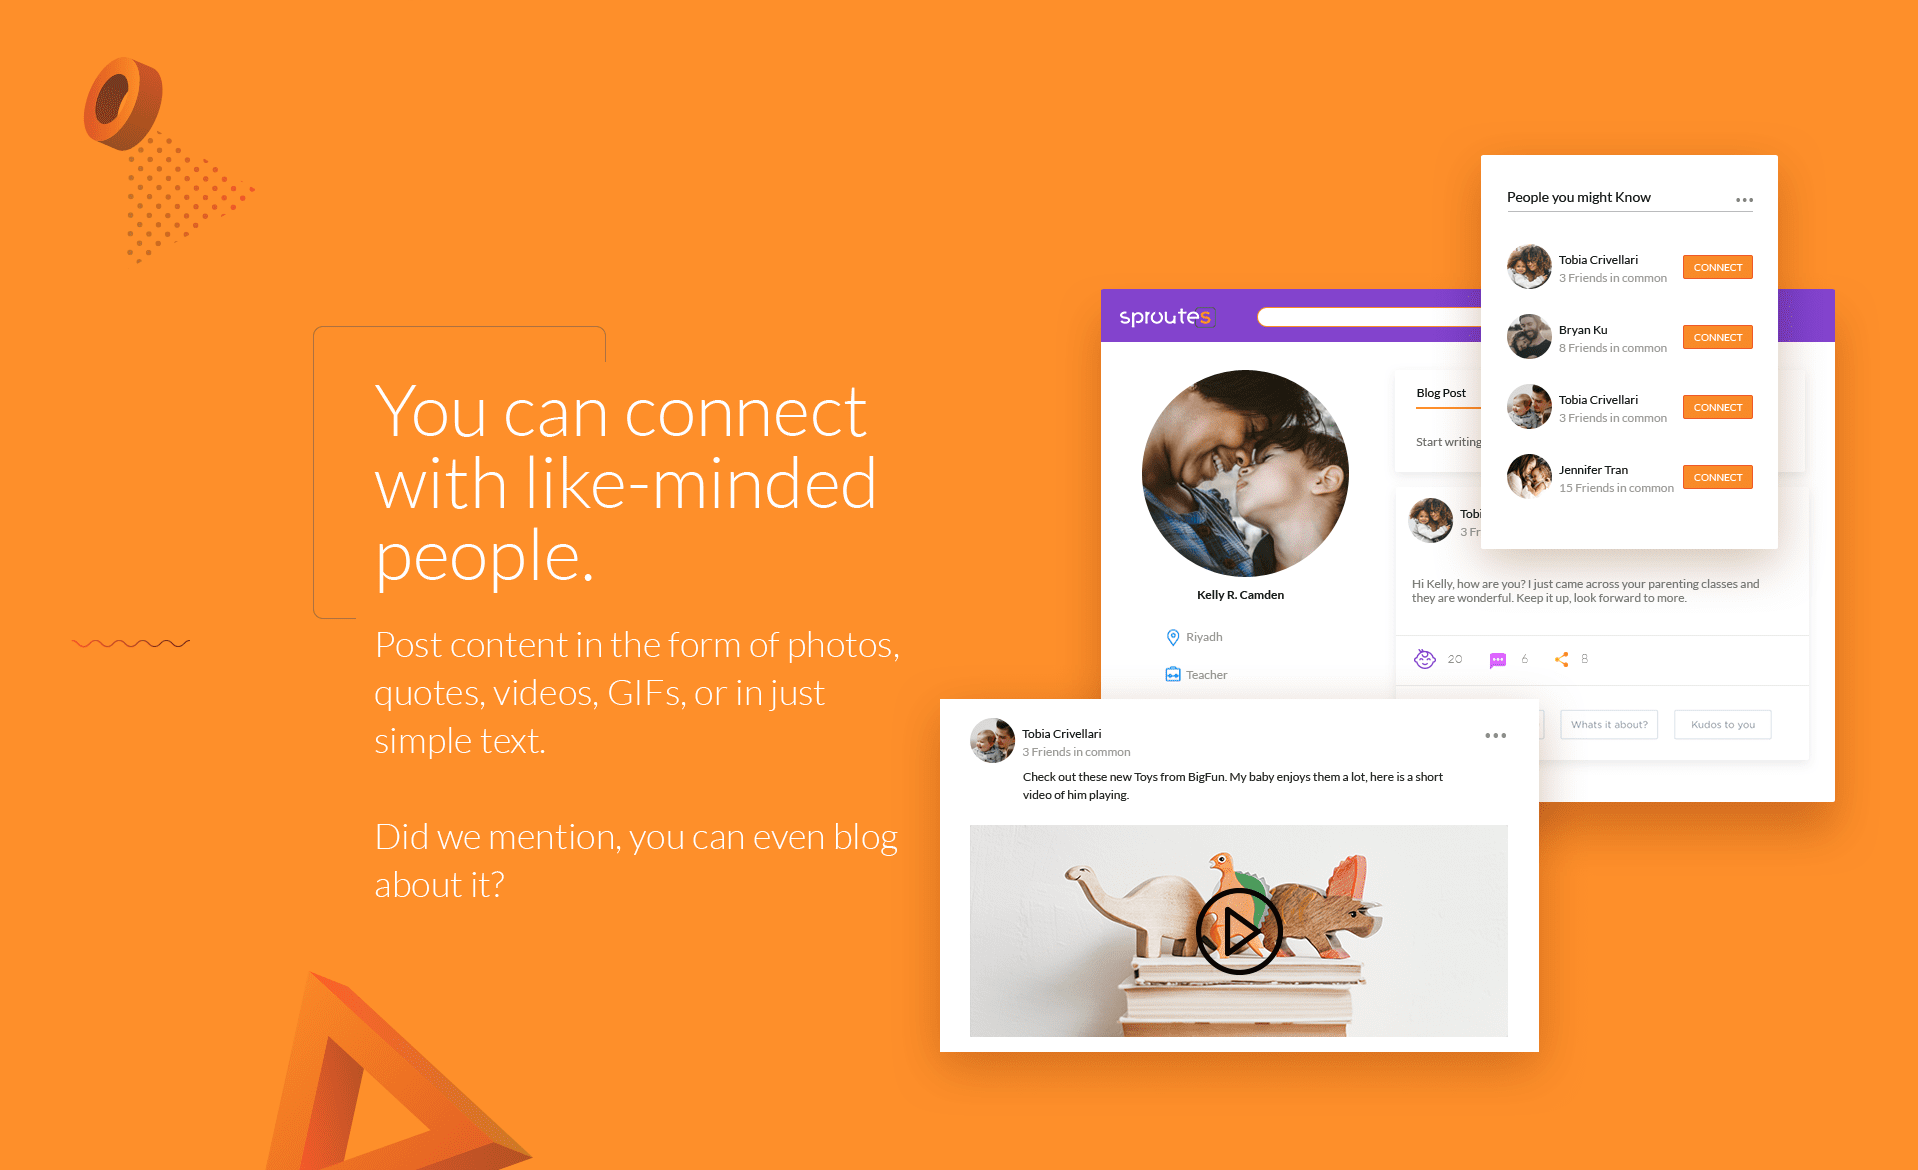 You can connect
with like-minded
people.
Post content in the form of photos,
quotes, videos, GIFs, or in just
simple text.
Did we mention, you can even blog
about it?
People you might Know
Tobia Crivellari
3 Friends in common
CONNECT
Bryan Ku
8 Friends in common
CONNECT
Tobia Crivellari
3 Friends in common
CONNECT
Jennifer Tran
15 Friends in common
CONNECT
sproutes
Kelly R. Camden
Riyadh
Teacher
Blog Post
Start writing
Tobi
3 Fr
Hi Kelly, how are you? I just came across your parenting classes and
they are wonderful. Keep it up, look forward to more.
20 6 8
Whats it about? Kudos to you
Tobia Crivellari
3 Friends in common
Check out these new Toys from BigFun. My baby enjoys them a lot, here is a short
video of him playing.